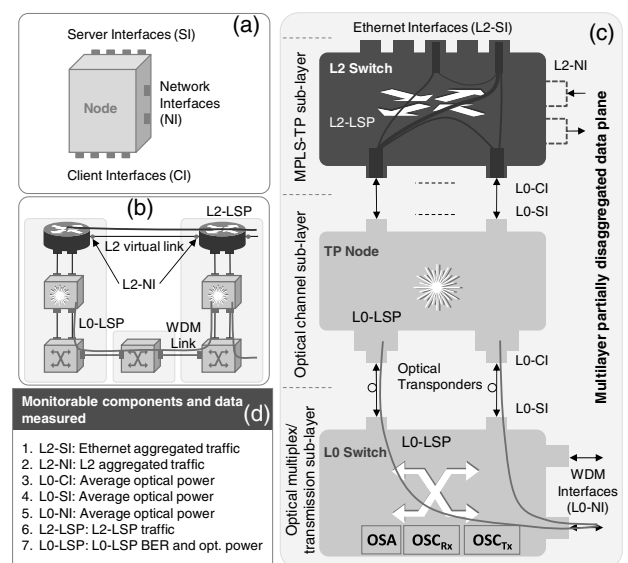 (a)
Server Interfaces (SI)
Node
Network
Interfaces
(NI)
Client Interfaces (CI)
(b)
L2-LSP
L2 virtual link
L2-NI
L0-LSP
WDM
Link
Monitorable components and data
measured
(d)
1. L2-SI: Ethernet aggregated traffic
2. L2-NI: L2 aggregated traffic
3. L0-CI: Average optical power
4. L0-SI: Average optical power
5. L0-NI: Average optical power
6. L2-LSP: L2-LSP traffic
7. L0-LSP: L0-LSP BER and opt. power
Ethernet Interfaces (L2-SI)
(c)
MPLS-TP sub-layer
L2 Switch
L2-NI
L2-LSP
L0-CI
L0-SI
Optical channel sub-layer
TP Node
L0-LSP
L0-CI
Optical
Transponders
L0-SI
Optical multiplex/
transmission sub-layer
L0 Switch
L0-LSP
WDM
Interfaces
(L0-NI)
OSA
OSCRx
OSCTx
Multilayer partially disaggregated data plane